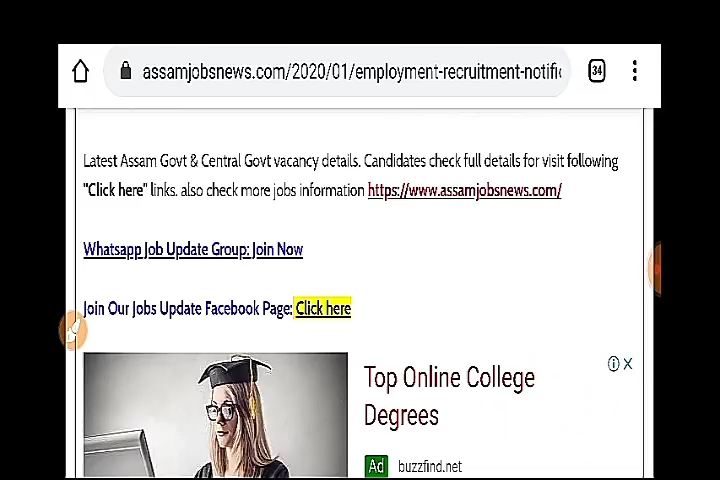 assamjobsnews.com/2020/01/employment-recruitment-notifi
34
Latest Assam Govt & Central Govt vacancy details. Candidates check full details for visit following
"Click here" links. also check more jobs information https://www.assamjobsnews.com/
Whatsapp Job Update Group: Join Now
Join Our Jobs Update Facebook Page: Click here
Top Online College
Degrees
Ad buzzfind.net